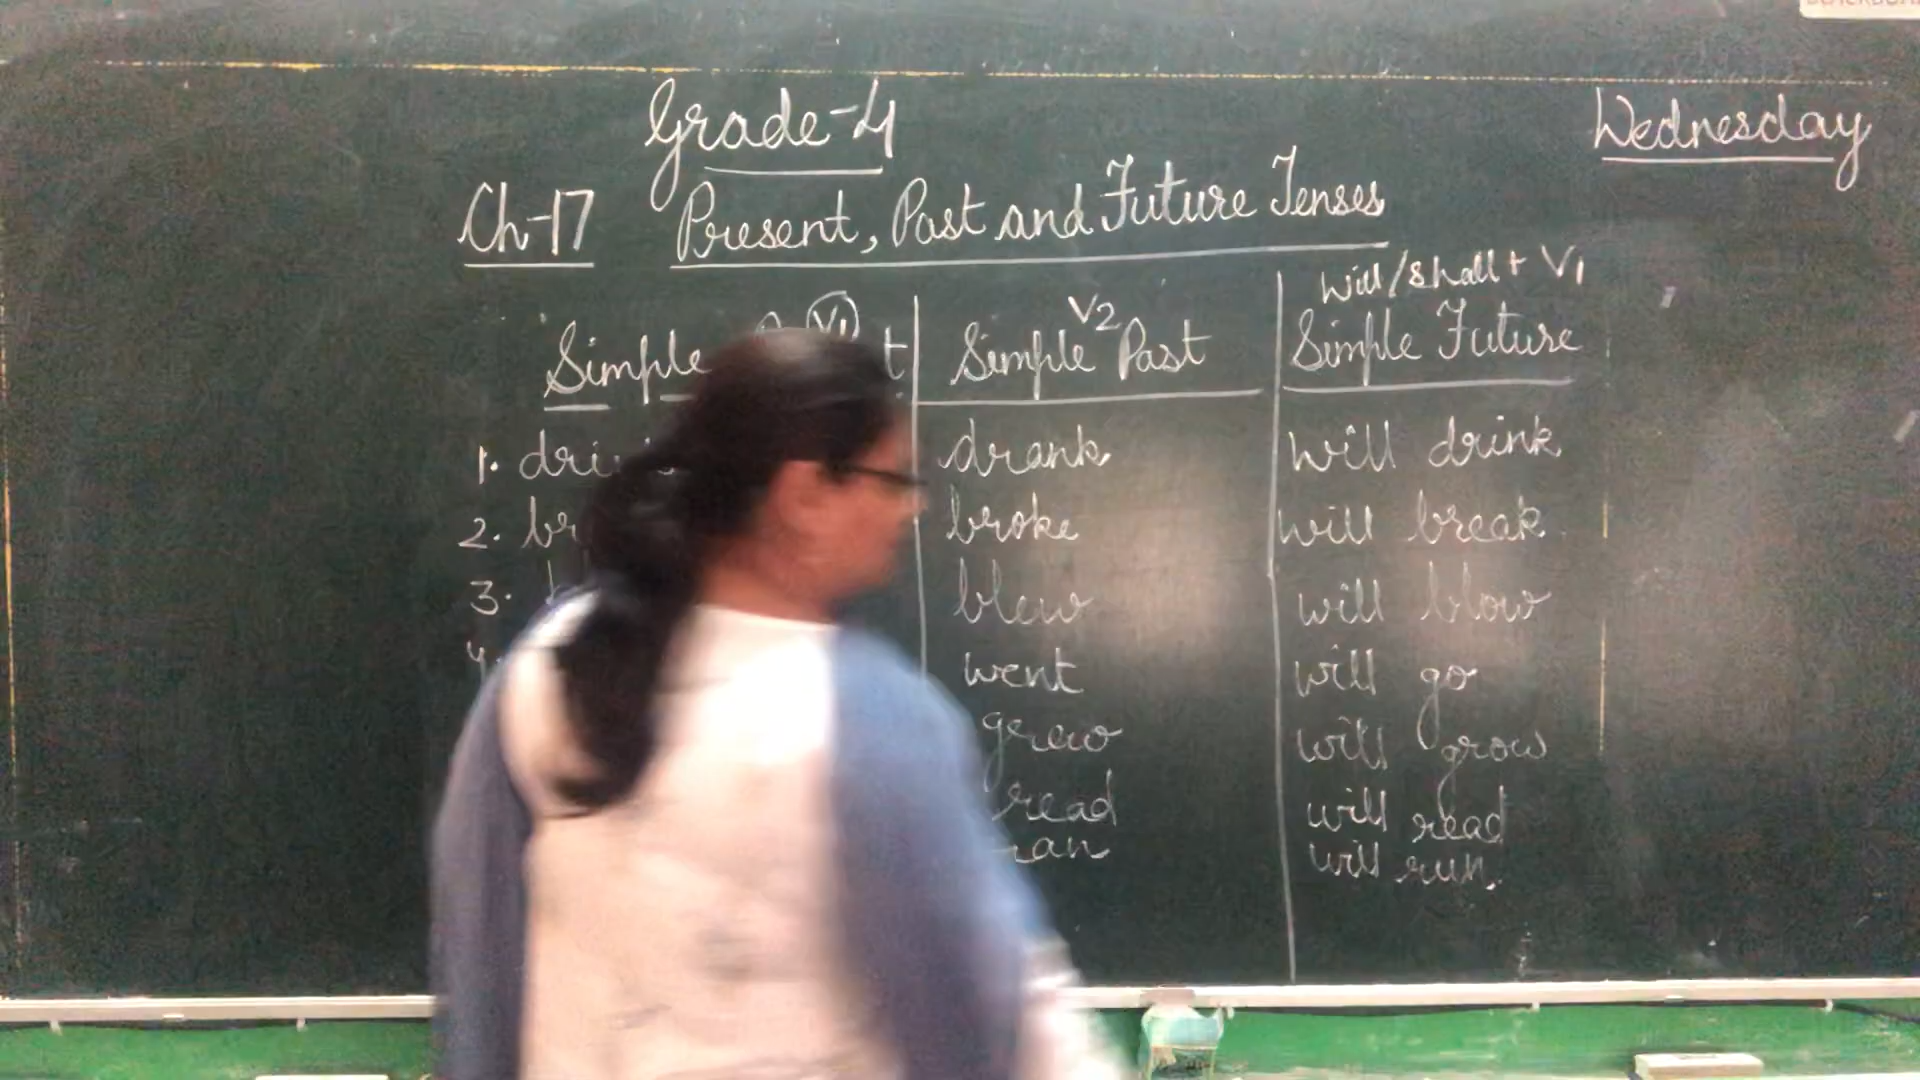 Grade-4
Wednesday
Ch-17 Present, Past and Future Tenses
V1 V2 Will/Shall + V1
Simple Simple Past Simple Future
1. drank will drink
2. broke will break
3. blew will blow
4. went will go
grew will grow
read will read
ran will run.